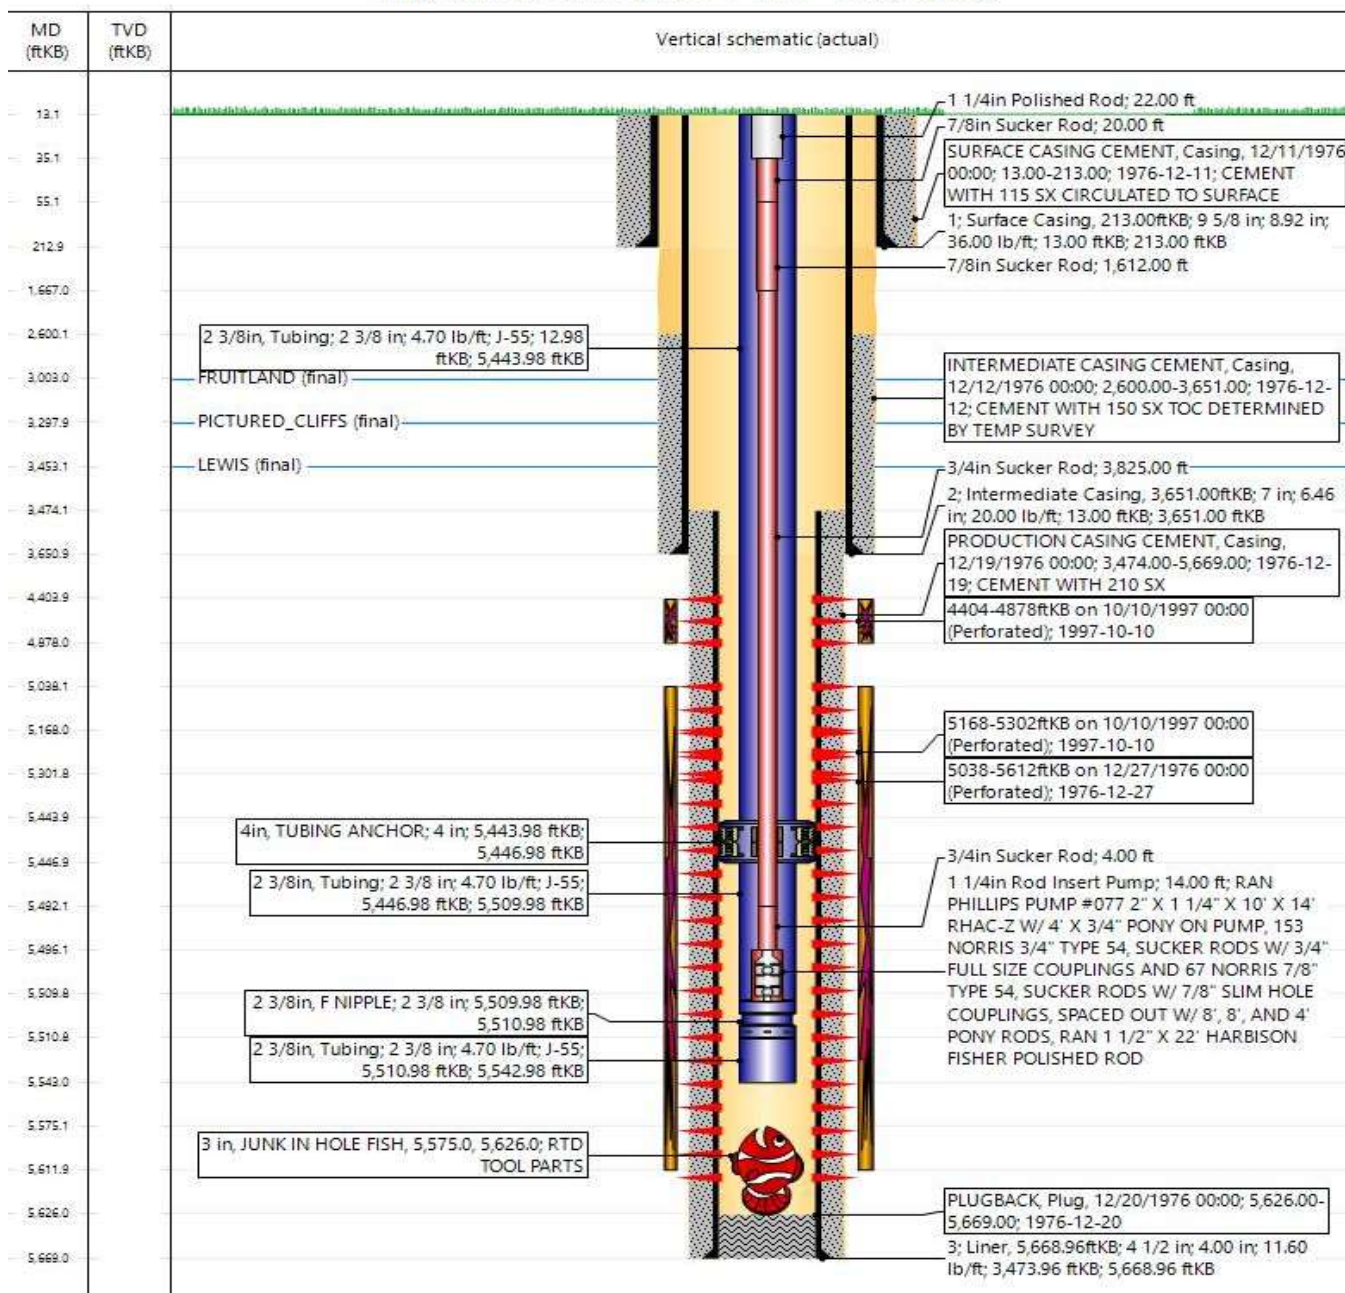 MD
(ftKB)
TVD
(ftKB)
Vertical schematic (actual)
13.1
35.1
55.1
212.9
1,667.0
2,600.1
3,003.0
3,297.9
3,453.1
3,474.1
3,650.9
4,403.9
4,878.0
5,038.1
5,168.0
5,301.8
5,443.9
5,446.9
5,492.1
5,496.1
5,509.8
5,510.8
5,543.0
5,575.1
5,611.9
5,626.0
5,669.0
2 3/8in, Tubing; 2 3/8 in; 4.70 lb/ft; J-55; 12.98
ftKB; 5,443.98 ftKB
FRUITLAND (final)
PICTURED_CLIFFS (final)
LEWIS (final)
4in, TUBING ANCHOR; 4 in; 5,443.98 ftKB;
5,446.98 ftKB
2 3/8in, Tubing; 2 3/8 in; 4.70 lb/ft; J-55;
5,446.98 ftKB; 5,509.98 ftKB
2 3/8in, F NIPPLE; 2 3/8 in; 5,509.98 ftKB;
5,510.98 ftKB
2 3/8in, Tubing; 2 3/8 in; 4.70 lb/ft; J-55;
5,510.98 ftKB; 5,542.98 ftKB
3 in, JUNK IN HOLE FISH, 5,575.0, 5,626.0; RTD
TOOL PARTS
1 1/4in Polished Rod; 22.00 ft
7/8in Sucker Rod; 20.00 ft
SURFACE CASING CEMENT, Casing, 12/11/1976
00:00; 13.00-213.00; 1976-12-11; CEMENT
WITH 115 SX CIRCULATED TO SURFACE
1; Surface Casing, 213.00ftKB; 9 5/8 in; 8.92 in;
36.00 lb/ft; 13.00 ftKB; 213.00 ftKB
7/8in Sucker Rod; 1,612.00 ft
INTERMEDIATE CASING CEMENT, Casing,
12/12/1976 00:00; 2,600.00-3,651.00; 1976-12-
12; CEMENT WITH 150 SX TOC DETERMINED
BY TEMP SURVEY
3/4in Sucker Rod; 3,825.00 ft
2; Intermediate Casing, 3,651.00ftKB; 7 in; 6.46
in; 20.00 lb/ft; 13.00 ftKB; 3,651.00 ftKB
PRODUCTION CASING CEMENT, Casing,
12/19/1976 00:00; 3,474.00-5,669.00; 1976-12-
19; CEMENT WITH 210 SX
4404-4878ftKB on 10/10/1997 00:00
(Perforated); 1997-10-10
5168-5302ftKB on 10/10/1997 00:00
(Perforated); 1997-10-10
5038-5612ftKB on 12/27/1976 00:00
(Perforated); 1976-12-27
3/4in Sucker Rod; 4.00 ft
1 1/4in Rod Insert Pump; 14.00 ft; RAN
PHILLIPS PUMP #077 2" X 1 1/4" X 10' X 14'
RHAC-Z W/ 4' X 3/4" PONY ON PUMP, 153
NORRIS 3/4" TYPE 54, SUCKER RODS W/ 3/4"
FULL SIZE COUPLINGS AND 67 NORRIS 7/8"
TYPE 54, SUCKER RODS W/ 7/8" SLIM HOLE
COUPLINGS, SPACED OUT W/ 8', 8', AND 4'
PONY RODS, RAN 1 1/2" X 22' HARBISON
FISHER POLISHED ROD
PLUGBACK, Plug, 12/20/1976 00:00; 5,626.00-
5,669.00; 1976-12-20
3; Liner, 5,668.96ftKB; 4 1/2 in; 4.00 in; 11.60
lb/ft; 3,473.96 ftKB; 5,668.96 ftKB